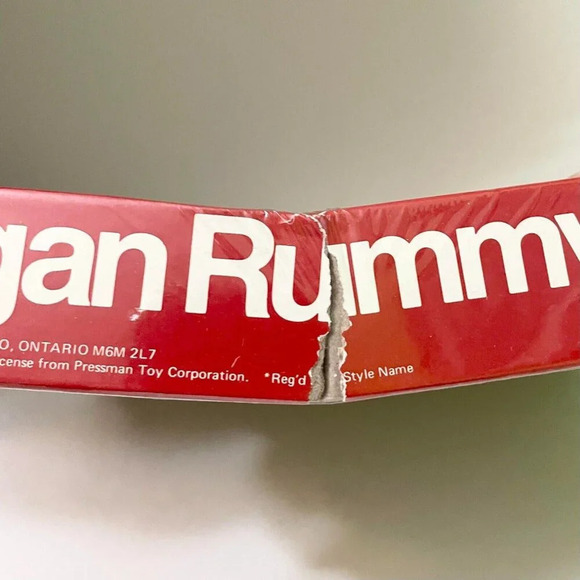 gan Rummy
O, ONTARIO M6M 2L7
cense from Pressman Toy Corporation. *Reg'd * Style Name